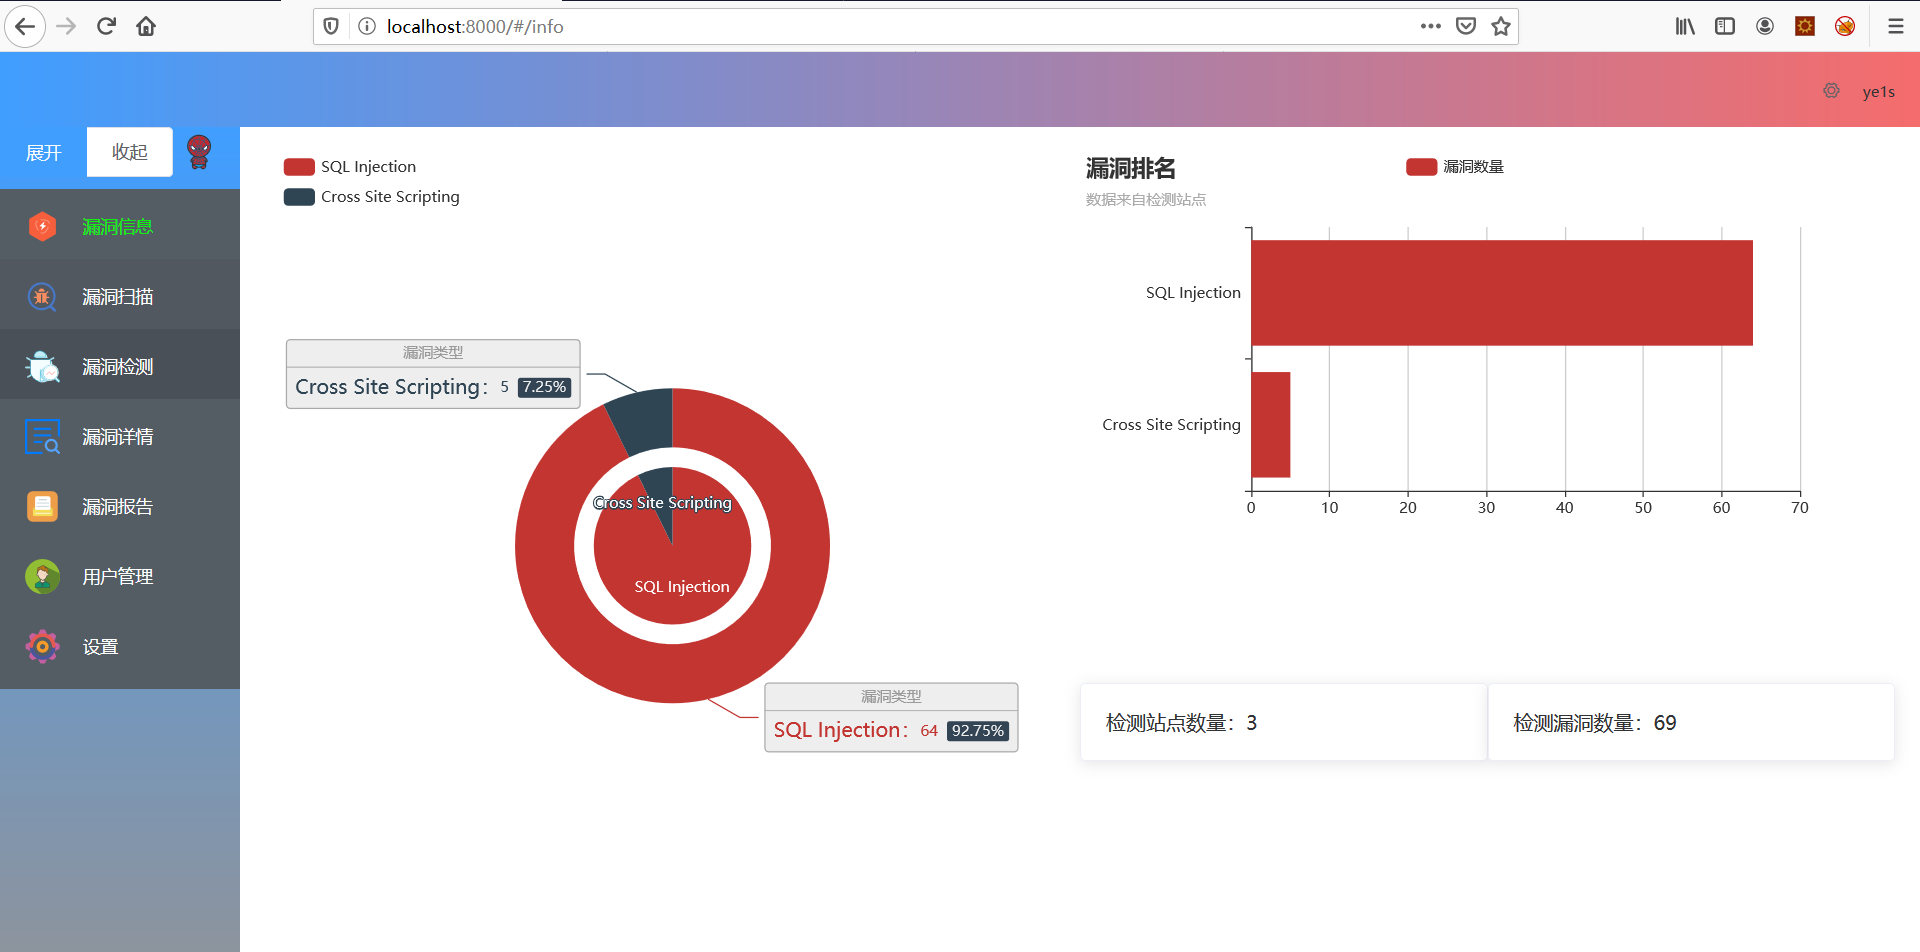 localhost:8000/#/info
ye1s
展开
收起
漏洞信息
漏洞扫描
漏洞检测
漏洞详情
漏洞报告
用户管理
设置
SQL Injection
Cross Site Scripting
漏洞类型
Cross Site Scripting：5 7.25%
Cross Site Scripting
SQL Injection
漏洞类型
SQL Injection：64 92.75%
漏洞排名
数据来自检测站点
漏洞数量
SQL Injection
Cross Site Scripting
0 10 20 30 40 50 60 70
检测站点数量：3
检测漏洞数量：69